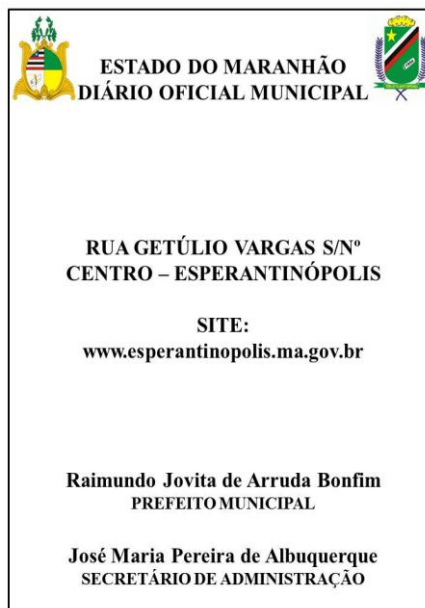 ESTADO DO MARANHÃO
DIÁRIO OFICIAL MUNICIPAL
RUA GETÚLIO VARGAS S/Nº
CENTRO – ESPERANTINÓPOLIS
SITE:
www.esperantinopolis.ma.gov.br
Raimundo Jovita de Arruda Bonfim
PREFEITO MUNICIPAL
José Maria Pereira de Albuquerque
SECRETÁRIO DE ADMINISTRAÇÃO